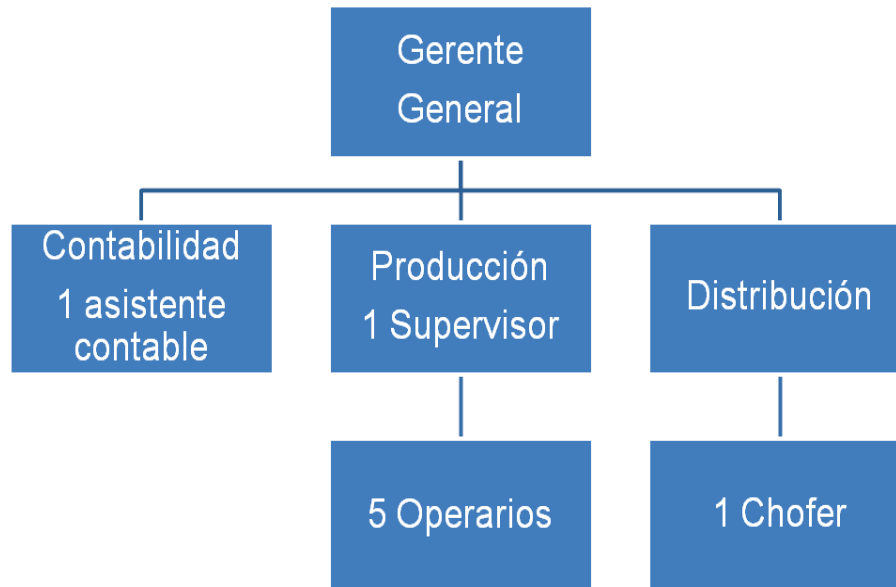 Gerente
General
Contabilidad
1 asistente
contable
Producción
1 Supervisor
Distribución
5 Operarios
1 Chofer